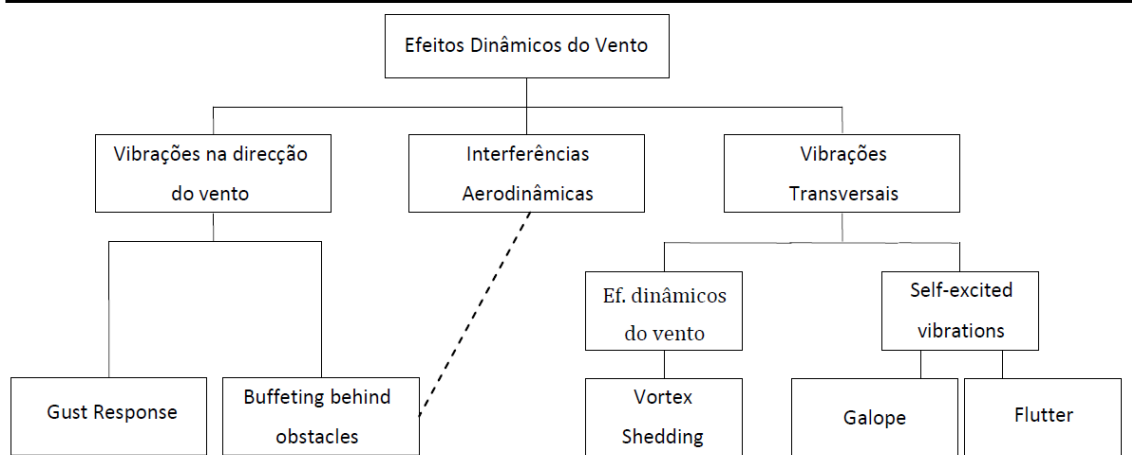 Efeitos Dinâmicos do Vento
Vibrações na direcção
do vento
Interferências
Aerodinâmicas
Vibrações
Transversais
Ef. dinâmicos
do vento
Self-excited
vibrations
Gust Response
Buffeting behind
obstacles
Vortex
Shedding
Galope
Flutter